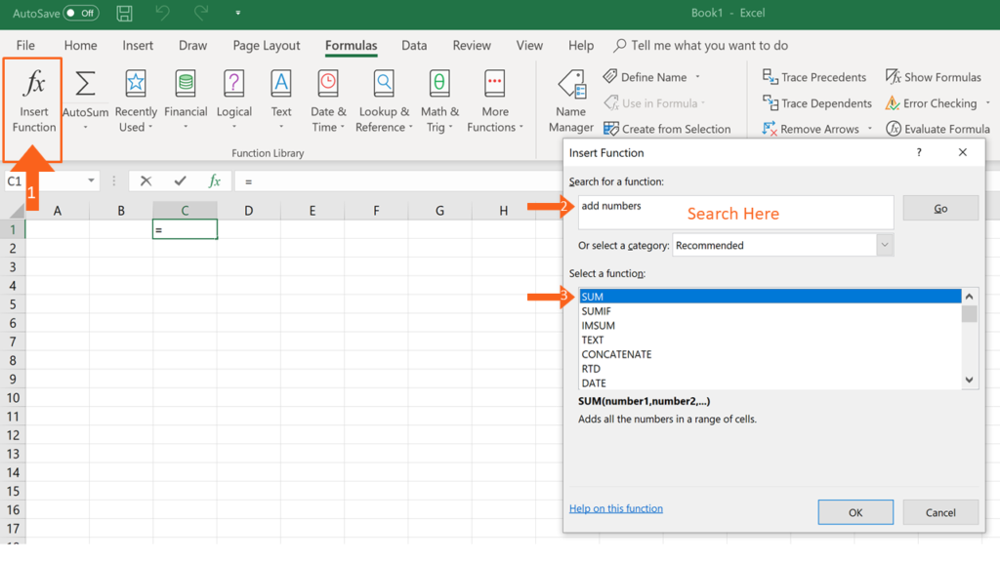 AutoSave Off
Book1 - Excel
File Home Insert Draw Page Layout Formulas Data Review View Help Tell me what you want to do
fx Insert Function
Σ AutoSum
Recently Used
Financial
? Logical
A Text
Date & Time
Lookup & Reference
θ Math & Trig
More Functions
Function Library
Name Manager
Define Name
Use in Formula
Create from Selection
Trace Precedents
Trace Dependents
Remove Arrows
Show Formulas
Error Checking
Evaluate Formula
1
C1 fx =
A B C D E F G H
1 =
2
3
4
5
6
7
8
9
10
11
12
13
14
15
16
17
Insert Function ?
Search for a function:
2 add numbers
Search Here
Go
Or select a category: Recommended
Select a function:
3 SUM
SUMIF
IMSUM
TEXT
CONCATENATE
RTD
DATE
SUM(number1,number2,...)
Adds all the numbers in a range of cells.
Help on this function
OK Cancel